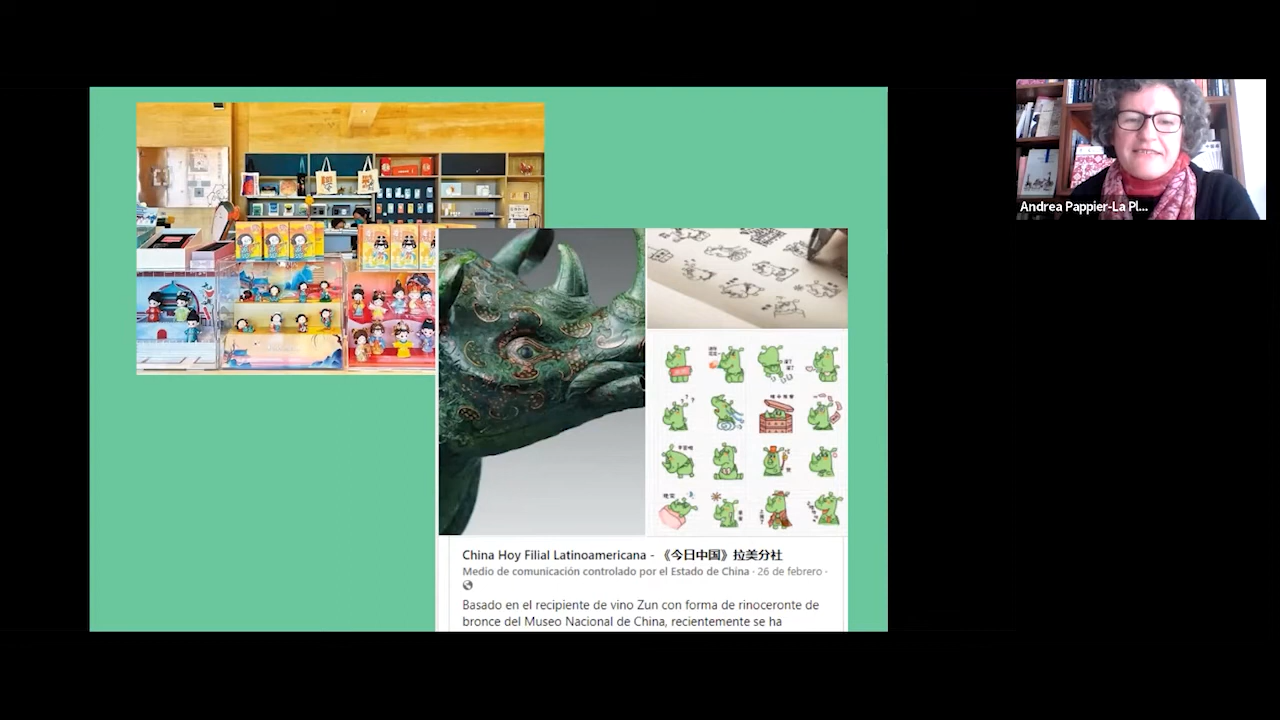 Andrea Pappier-La Pl...
China Hoy Filial Latinoamericana - 《今日中国》拉美分社
Medio de comunicación controlado por el Estado de China · 26 de febrero ·
Basado en el recipiente de vino Zun con forma de rinoceronte de
bronce del Museo Nacional de China, recientemente se ha